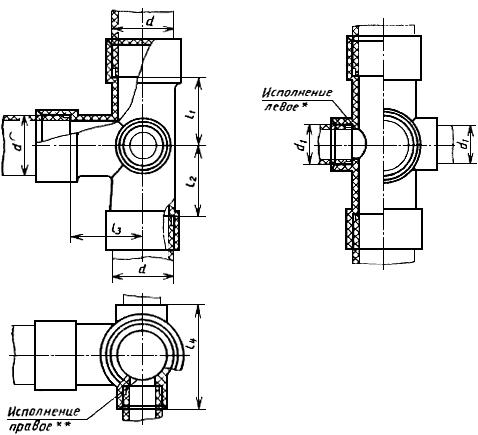 d
l1
Исполнение
левое*
d
d1
d1
l2
l3
d
l4
Исполнение
правое**